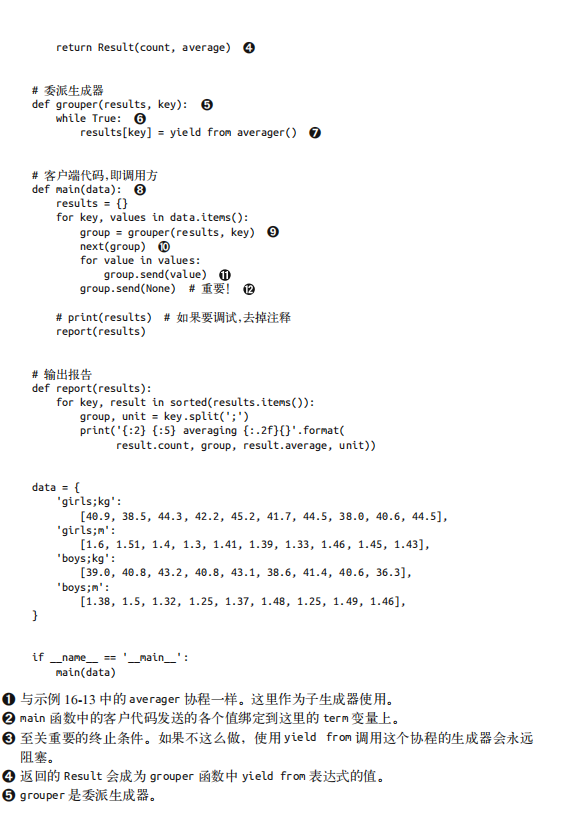 return Result(count, average) ❹
# 委派生成器
def grouper(results, key): ❺
    while True: ❻
        results[key] = yield from averager() ❼
# 客户端代码,即调用方
def main(data): ❽
    results = {}
    for key, values in data.items():
        group = grouper(results, key) ❾
        next(group) ❿
        for value in values:
            group.send(value) ⓫
        group.send(None) # 重要! ⓬
    # print(results) # 如果要调试,去掉注释
    report(results)
# 输出报告
def report(results):
    for key, result in sorted(results.items()):
        group, unit = key.split(';')
        print('{:2} {:5} averaging {:.2f}{}'.format(
              result.count, group, result.average, unit))
data = {
    'girls;kg':
        [40.9, 38.5, 44.3, 42.2, 45.2, 41.7, 44.5, 38.0, 40.6, 44.5],
    'girls;m':
        [1.6, 1.51, 1.4, 1.3, 1.41, 1.39, 1.33, 1.46, 1.45, 1.43],
    'boys;kg':
        [39.0, 40.8, 43.2, 40.8, 43.1, 38.6, 41.4, 40.6, 36.3],
    'boys;m':
        [1.38, 1.5, 1.32, 1.25, 1.37, 1.48, 1.25, 1.49, 1.46],
}
if __name__ == '__main__':
    main(data)
❶ 与示例 16-13 中的 averager 协程一样。这里作为子生成器使用。
❷ main 函数中的客户代码发送的各个值绑定到这里的 term 变量上。
❸ 至关重要的终止条件。如果不这么做，使用 yield from 调用这个协程的生成器会永远
阻塞。
❹ 返回的 Result 会成为 grouper 函数中 yield from 表达式的值。
❺ grouper 是委派生成器。